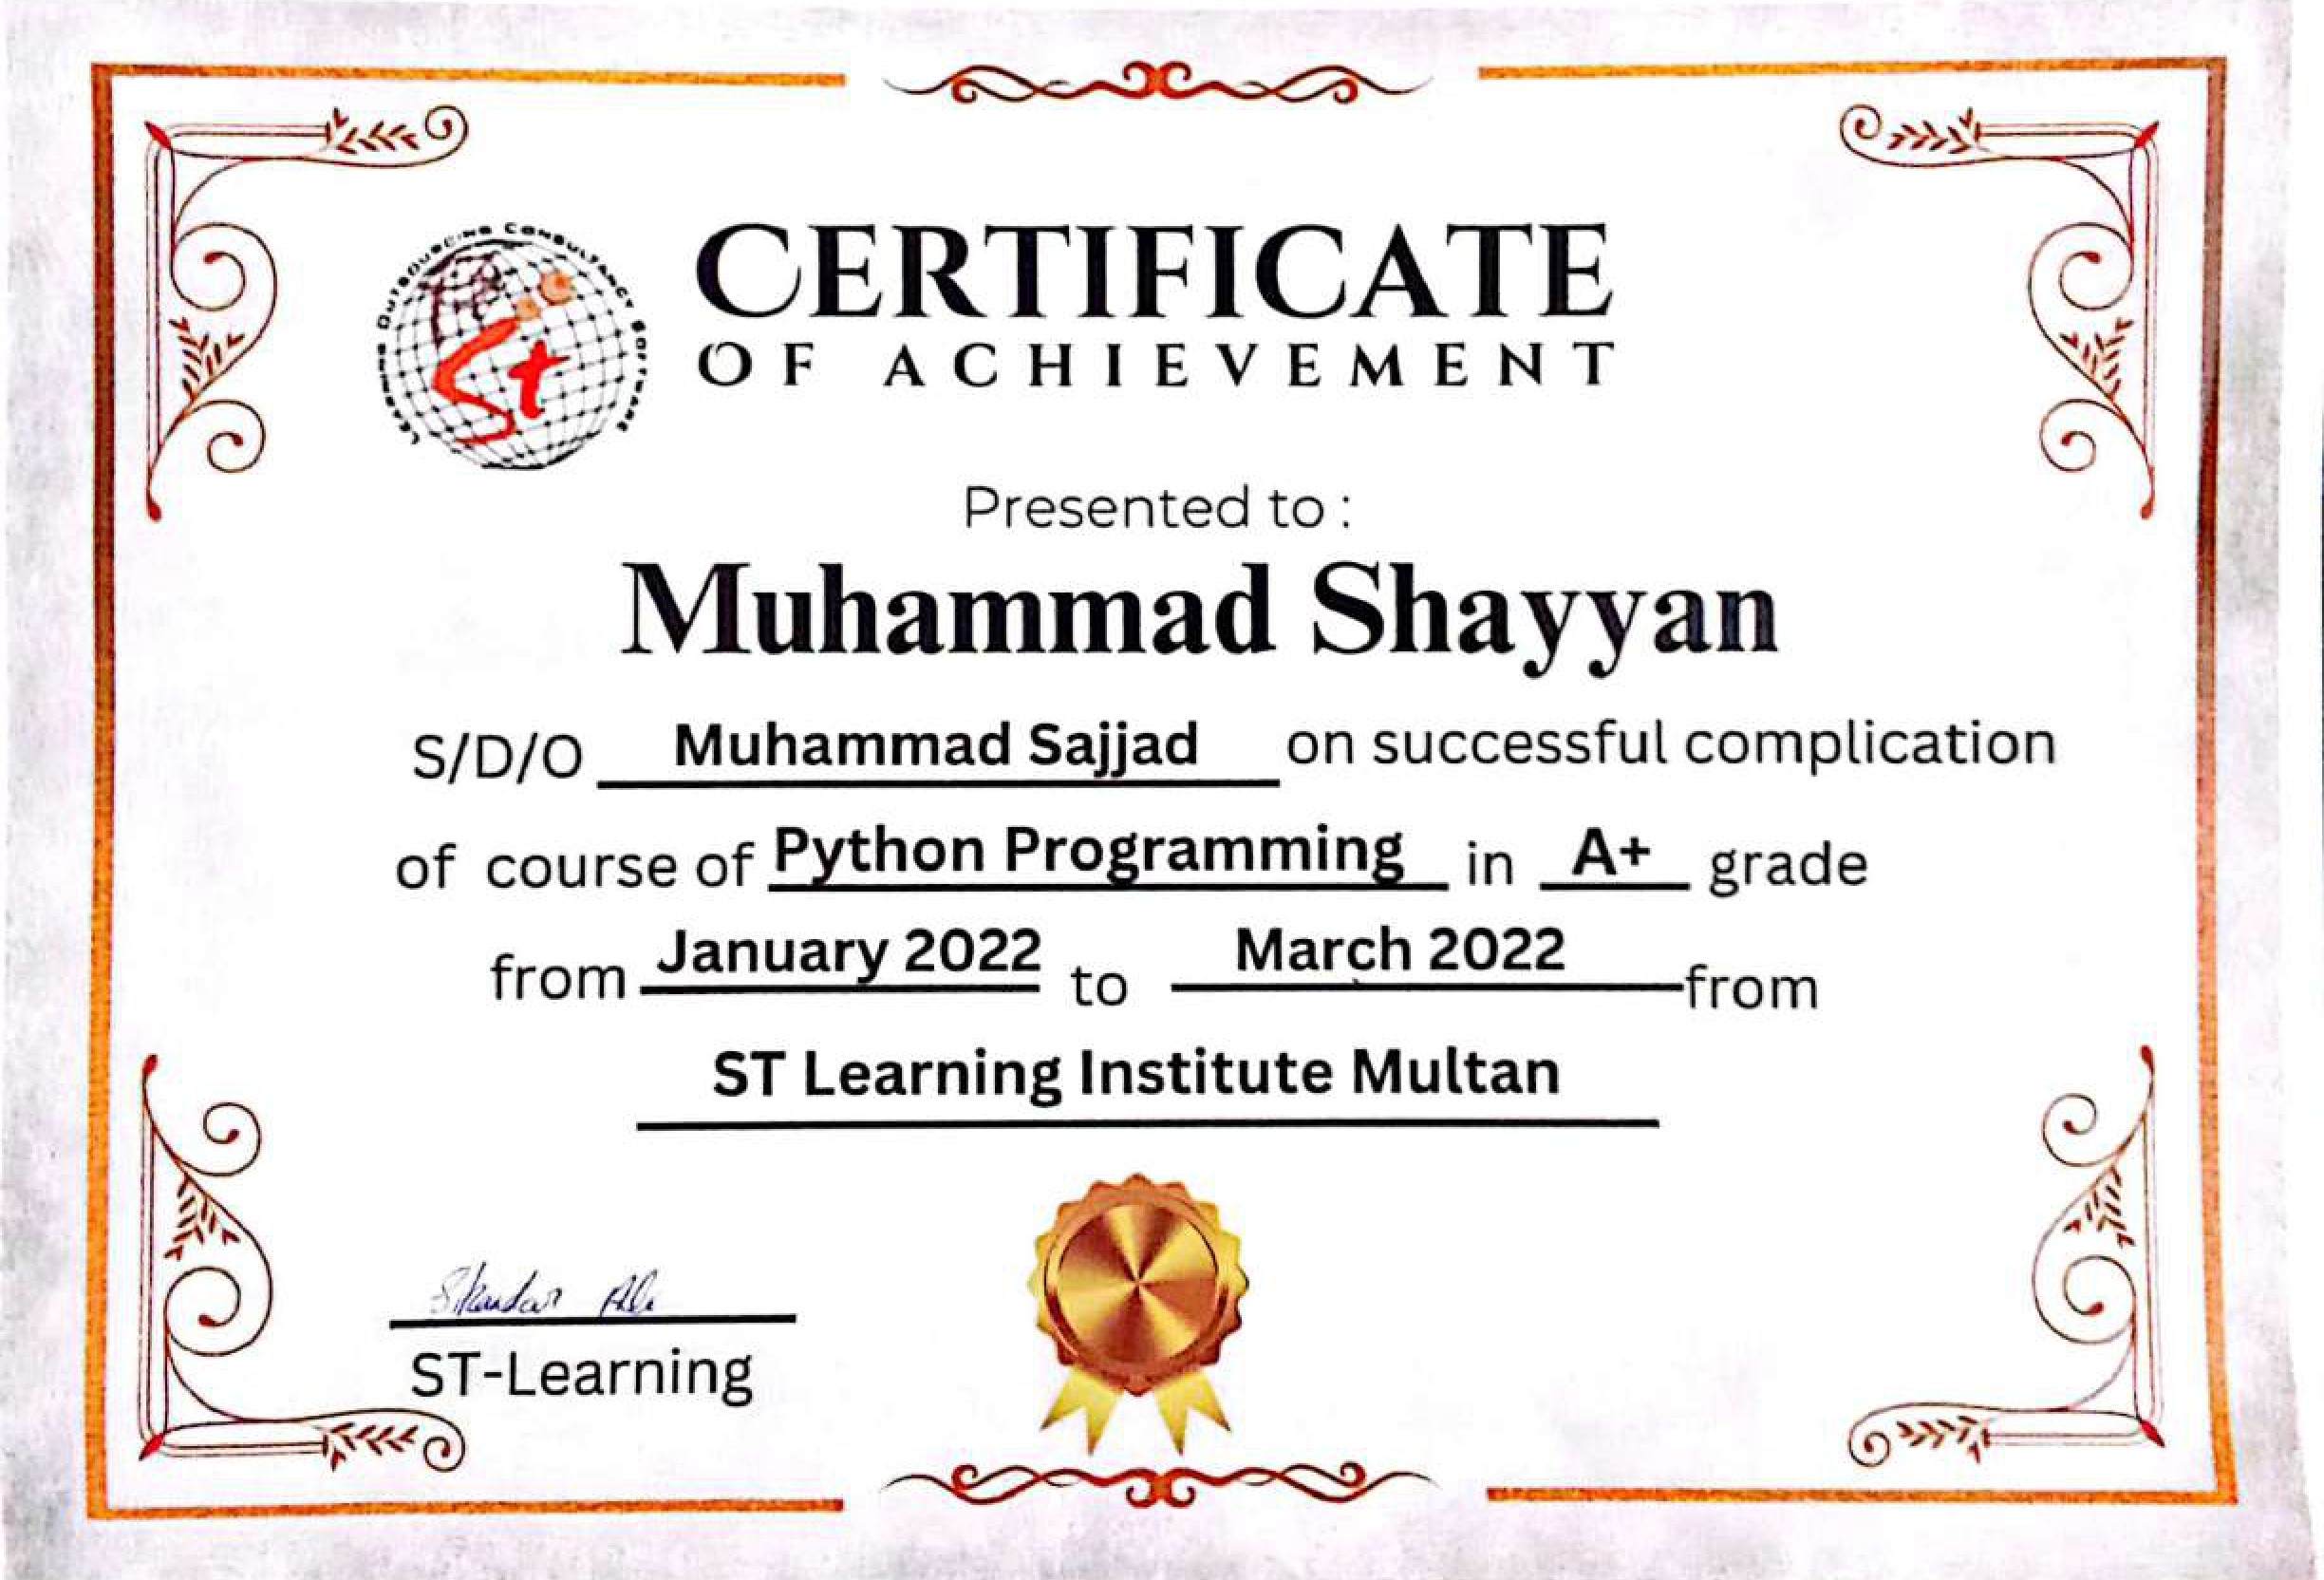 LEARNING OUTSOURCING CONSULTANCY SOFTWARE
St
CERTIFICATE
OF ACHIEVEMENT
Presented to :
Muhammad Shayyan
S/D/O Muhammad Sajjad on successful complication
of course of Python Programming in A+ grade
from January 2022 to March 2022 from
ST Learning Institute Multan
Sikandar Ali
ST-Learning